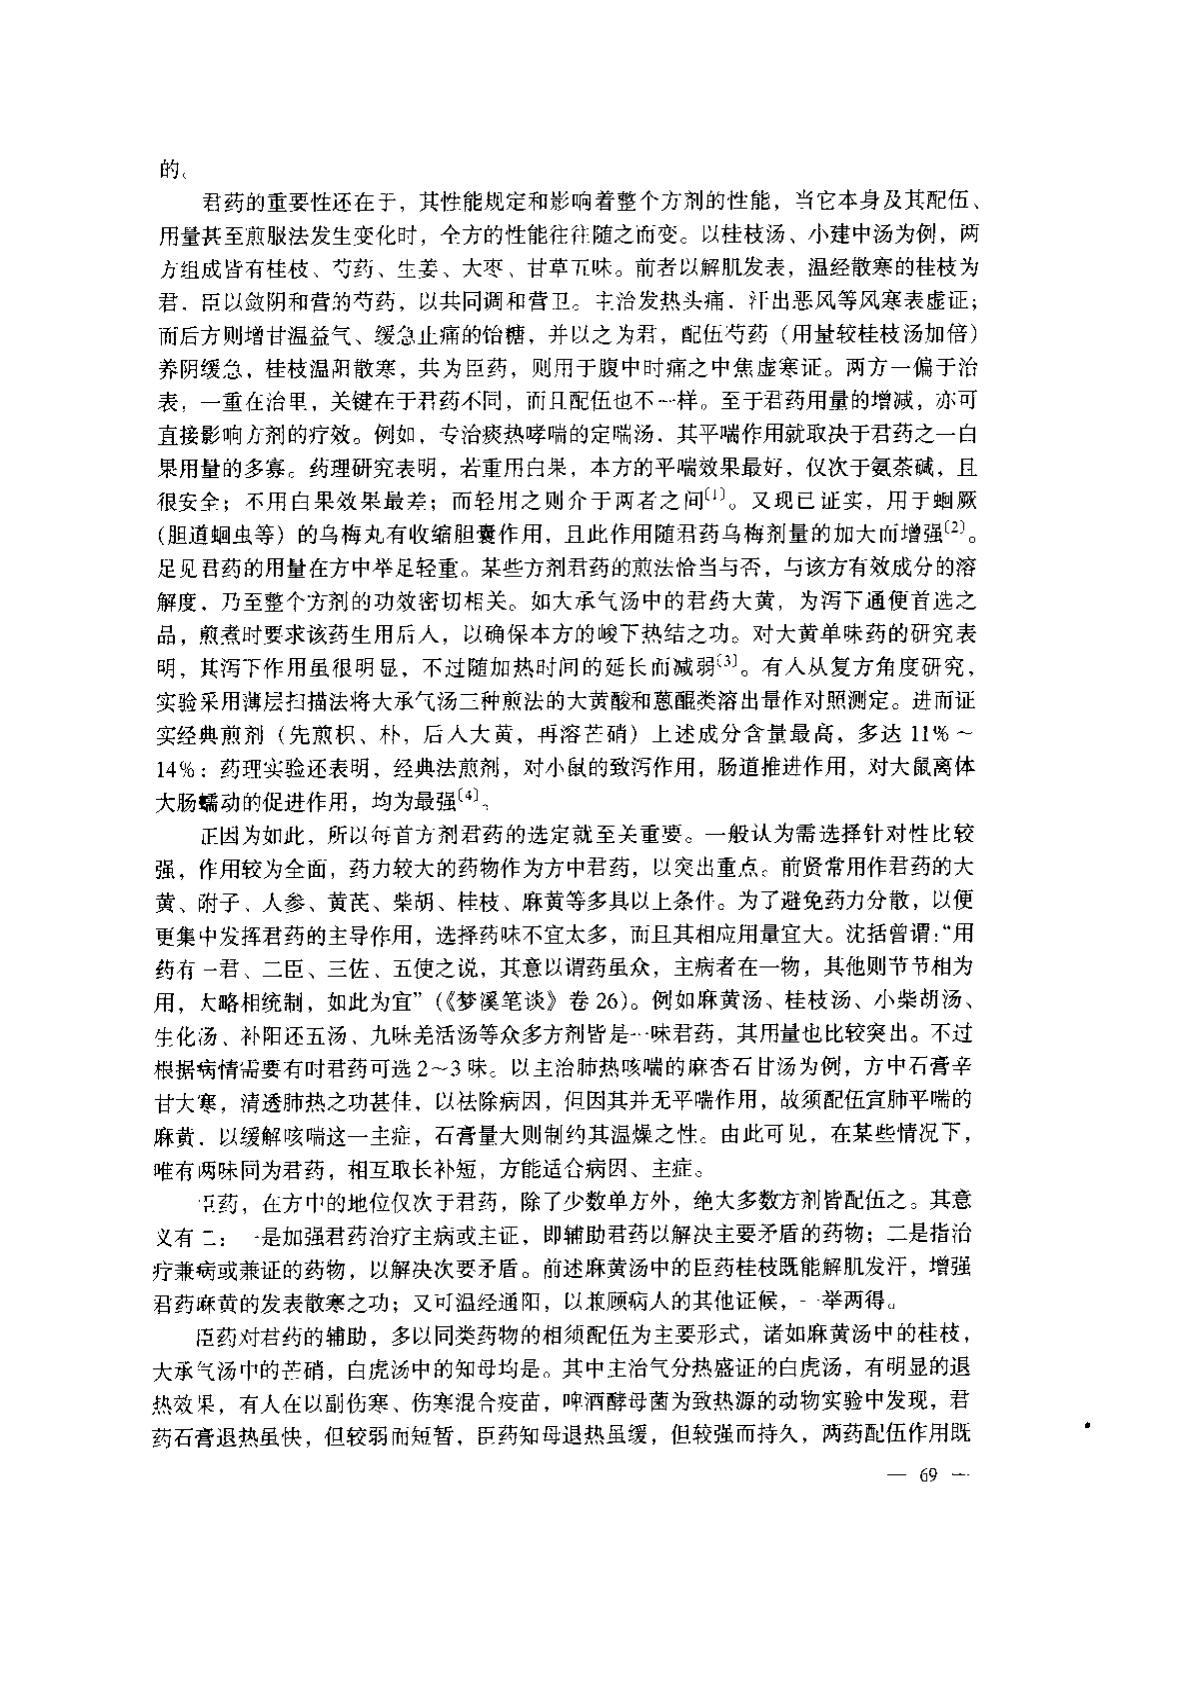 的。
君药的重要性还在于，其性能规定和影响着整个方剂的性能，当它本身及其配伍、
用量甚至煎服法发生变化时，全方的性能往往随之而变。以桂枝汤、小建中汤为例，两
方组成皆有桂枝、芍药、生姜、大枣、甘草五味。前者以解肌发表，温经散寒的桂枝为
君，臣以敛阴和营的芍药，以共同调和营卫。主治发热头痛，汗出恶风等风寒表虚证；
而后方则增甘温益气、缓急止痛的饴糖，并以之为君，配伍芍药（用量较桂枝汤加倍）
养阴缓急，桂枝温阳散寒，共为臣药，则用于腹中时痛之中焦虚寒证。两方一偏于治
表，一重在治里，关键在于君药不同，而且配伍也不一样。至于君药用量的增减，亦可
直接影响方剂的疗效。例如，专治痰热哮喘的定喘汤，其平喘作用就取决于君药之一白
果用量的多寡。药理研究表明，若重用白果，本方的平喘效果最好，仅次于氨茶碱，且
很安全；不用白果效果最差；而轻用之则介于两者之间〔1〕。又现已证实，用于蛔厥
(胆道蛔虫等）的乌梅丸有收缩胆囊作用，且此作用随君药乌梅剂量的加大而增强〔2〕。
足见君药的用量在方中举足轻重。某些方剂君药的煎法恰当与否，与该方有效成分的溶
解度，乃至整个方剂的功效密切相关。如大承气汤中的君药大黄，为泻下通便首选之
品，煎煮时要求该药生用后入，以确保本方的峻下热结之功。对大黄单味药的研究表
明，其泻下作用虽很明显，不过随加热时间的延长而减弱〔3〕。有人从复方角度研究，
实验采用薄层扫描法将大承气汤三种煎法的大黄酸和蒽醌类溶出量作对照测定。进而证
实经典煎剂（先煎枳、朴，后入大黄，再溶芒硝）上述成分含量最高，多达 11%～
14%；药理实验还表明，经典法煎剂，对小鼠的致泻作用，肠道推进作用，对大鼠离体
大肠蠕动的促进作用，均为最强〔4〕。
正因为如此，所以每首方剂君药的选定就至关重要。一般认为需选择针对性比较
强，作用较为全面，药力较大的药物作为方中君药，以突出重点。前贤常用作君药的大
黄、附子、人参、黄芪、柴胡、桂枝、麻黄等多具以上条件。为了避免药力分散，以便
更集中发挥君药的主导作用，选择药味不宜太多，而且其相应用量宜大。沈括曾谓：“用
药有一君、二臣、三佐、五使之说，其意以谓药虽众，主病者在一物，其他则节节相为
用，大略相统制，如此为宜”（《梦溪笔谈》卷 26）。例如麻黄汤、桂枝汤、小柴胡汤、
生化汤、补阳还五汤、九味羌活汤等众多方剂皆是一味君药，其用量也比较突出。不过
根据病情需要有时君药可选 2～3 味。以主治肺热咳喘的麻杏石甘汤为例，方中石膏辛
甘大寒，清透肺热之功甚佳，以祛除病因，但因其并无平喘作用，故须配伍宣肺平喘的
麻黄，以缓解咳喘这一主症，石膏量大则制约其温燥之性。由此可见，在某些情况下，
唯有两味同为君药，相互取长补短，方能适合病因、主症。
臣药，在方中的地位仅次于君药，除了少数单方外，绝大多数方剂皆配伍之。其意
义有二：一是加强君药治疗主病或主证，即辅助君药以解决主要矛盾的药物；二是指治
疗兼病或兼证的药物，以解决次要矛盾。前述麻黄汤中的臣药桂枝既能解肌发汗，增强
君药麻黄的发表散寒之功；又可温经通阳，以兼顾病人的其他证候，一举两得。
臣药对君药的辅助，多以同类药物的相须配伍为主要形式，诸如麻黄汤中的桂枝，
大承气汤中的芒硝，白虎汤中的知母均是。其中主治气分热盛证的白虎汤，有明显的退
热效果，有人在以副伤寒、伤寒混合疫苗，啤酒酵母菌为致热源的动物实验中发现，君
药石膏退热虽快，但较弱而短暂，臣药知母退热虽缓，但较强而持久，两药配伍作用既
— 69 —